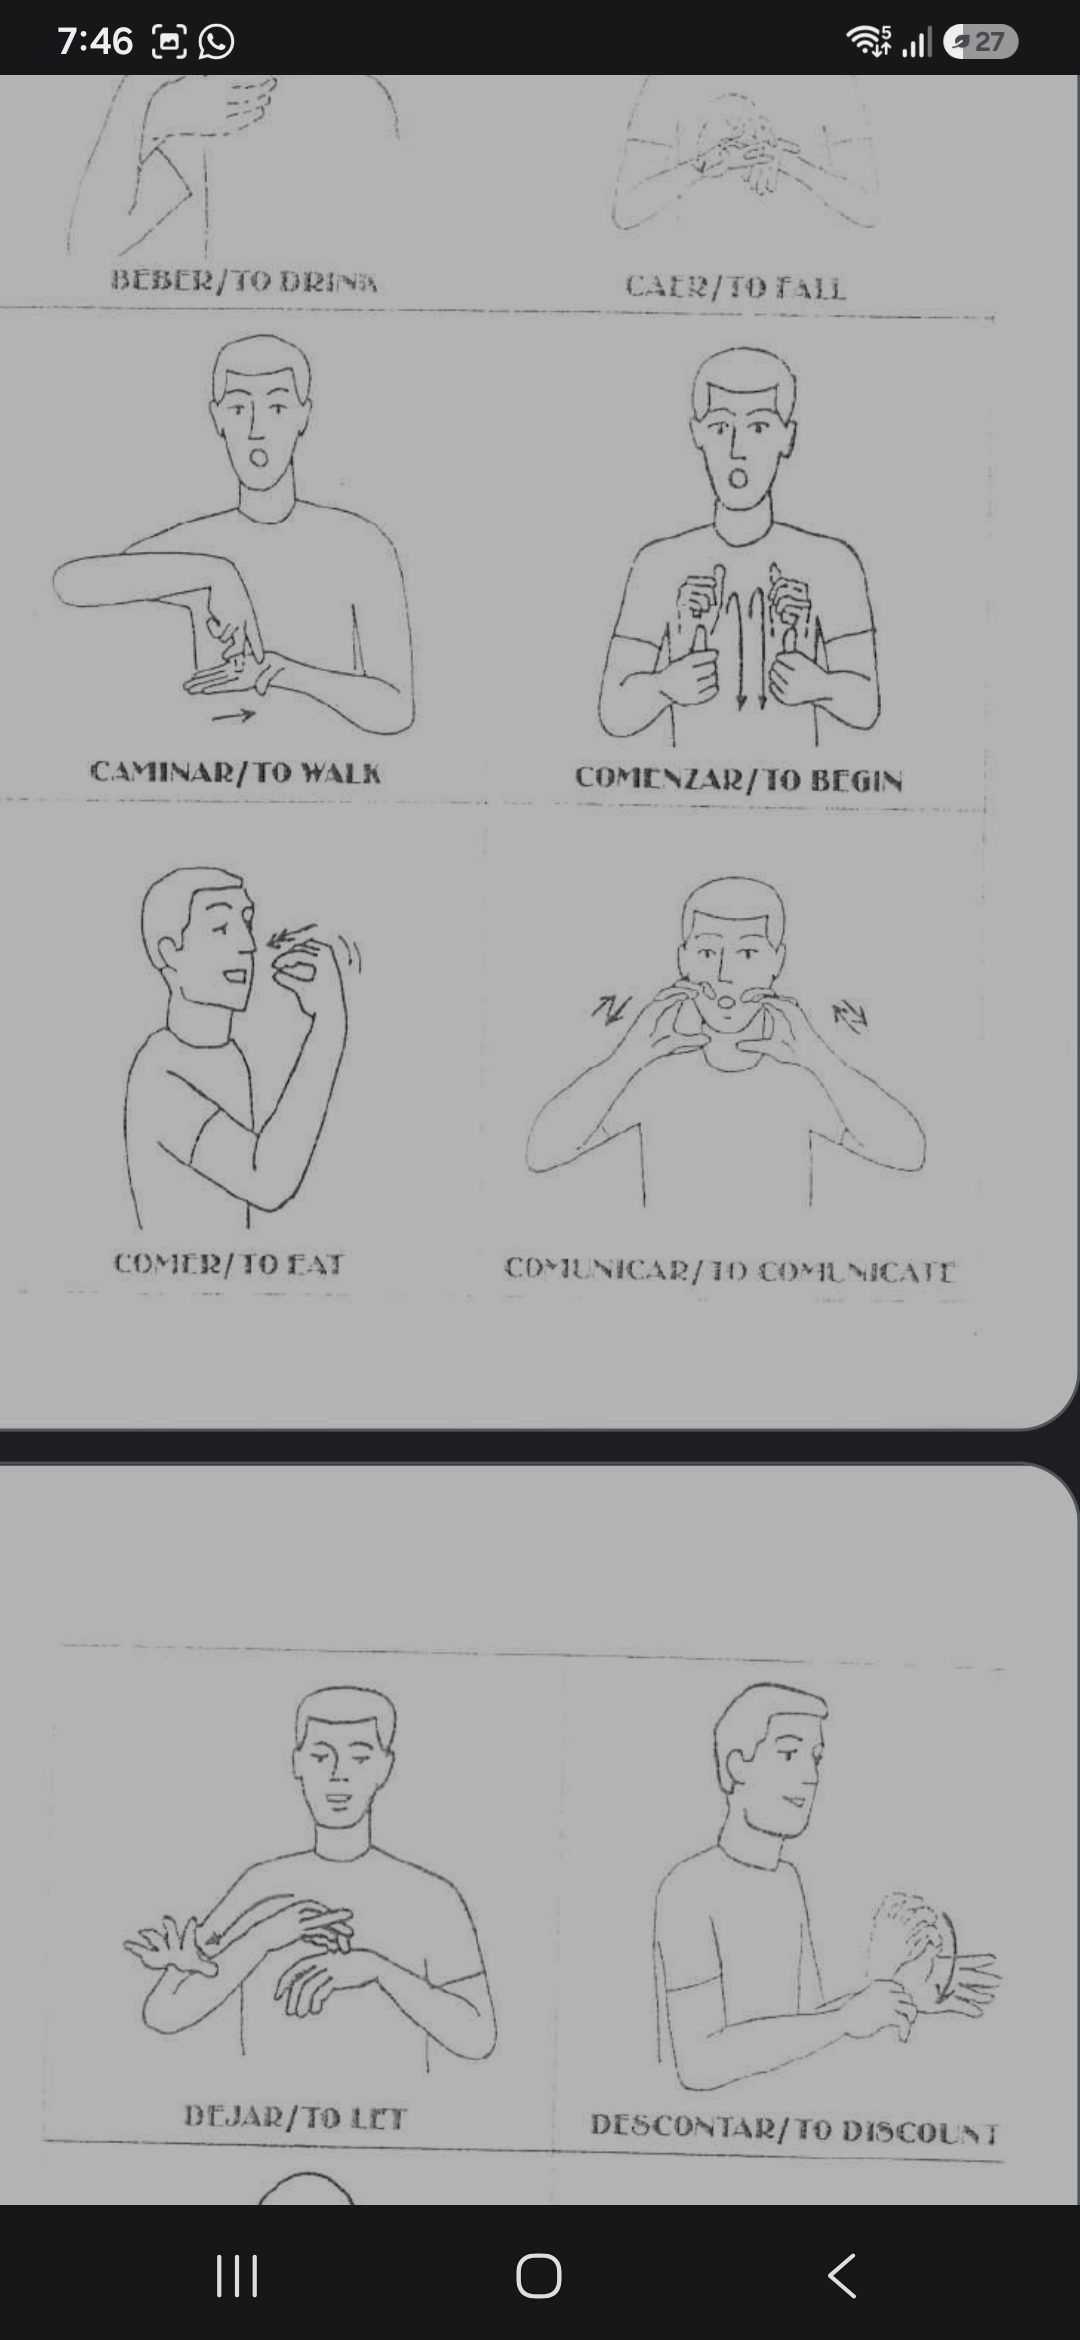 7:46
5
27
BEBER/TO DRINK
CAER/TO FALL
CAMINAR/TO WALK
COMENZAR/TO BEGIN
COMER/TO EAT
COMUNICAR/TO COMUNICATE
DEJAR/TO LET
DESCONTAR/TO DISCOUNT